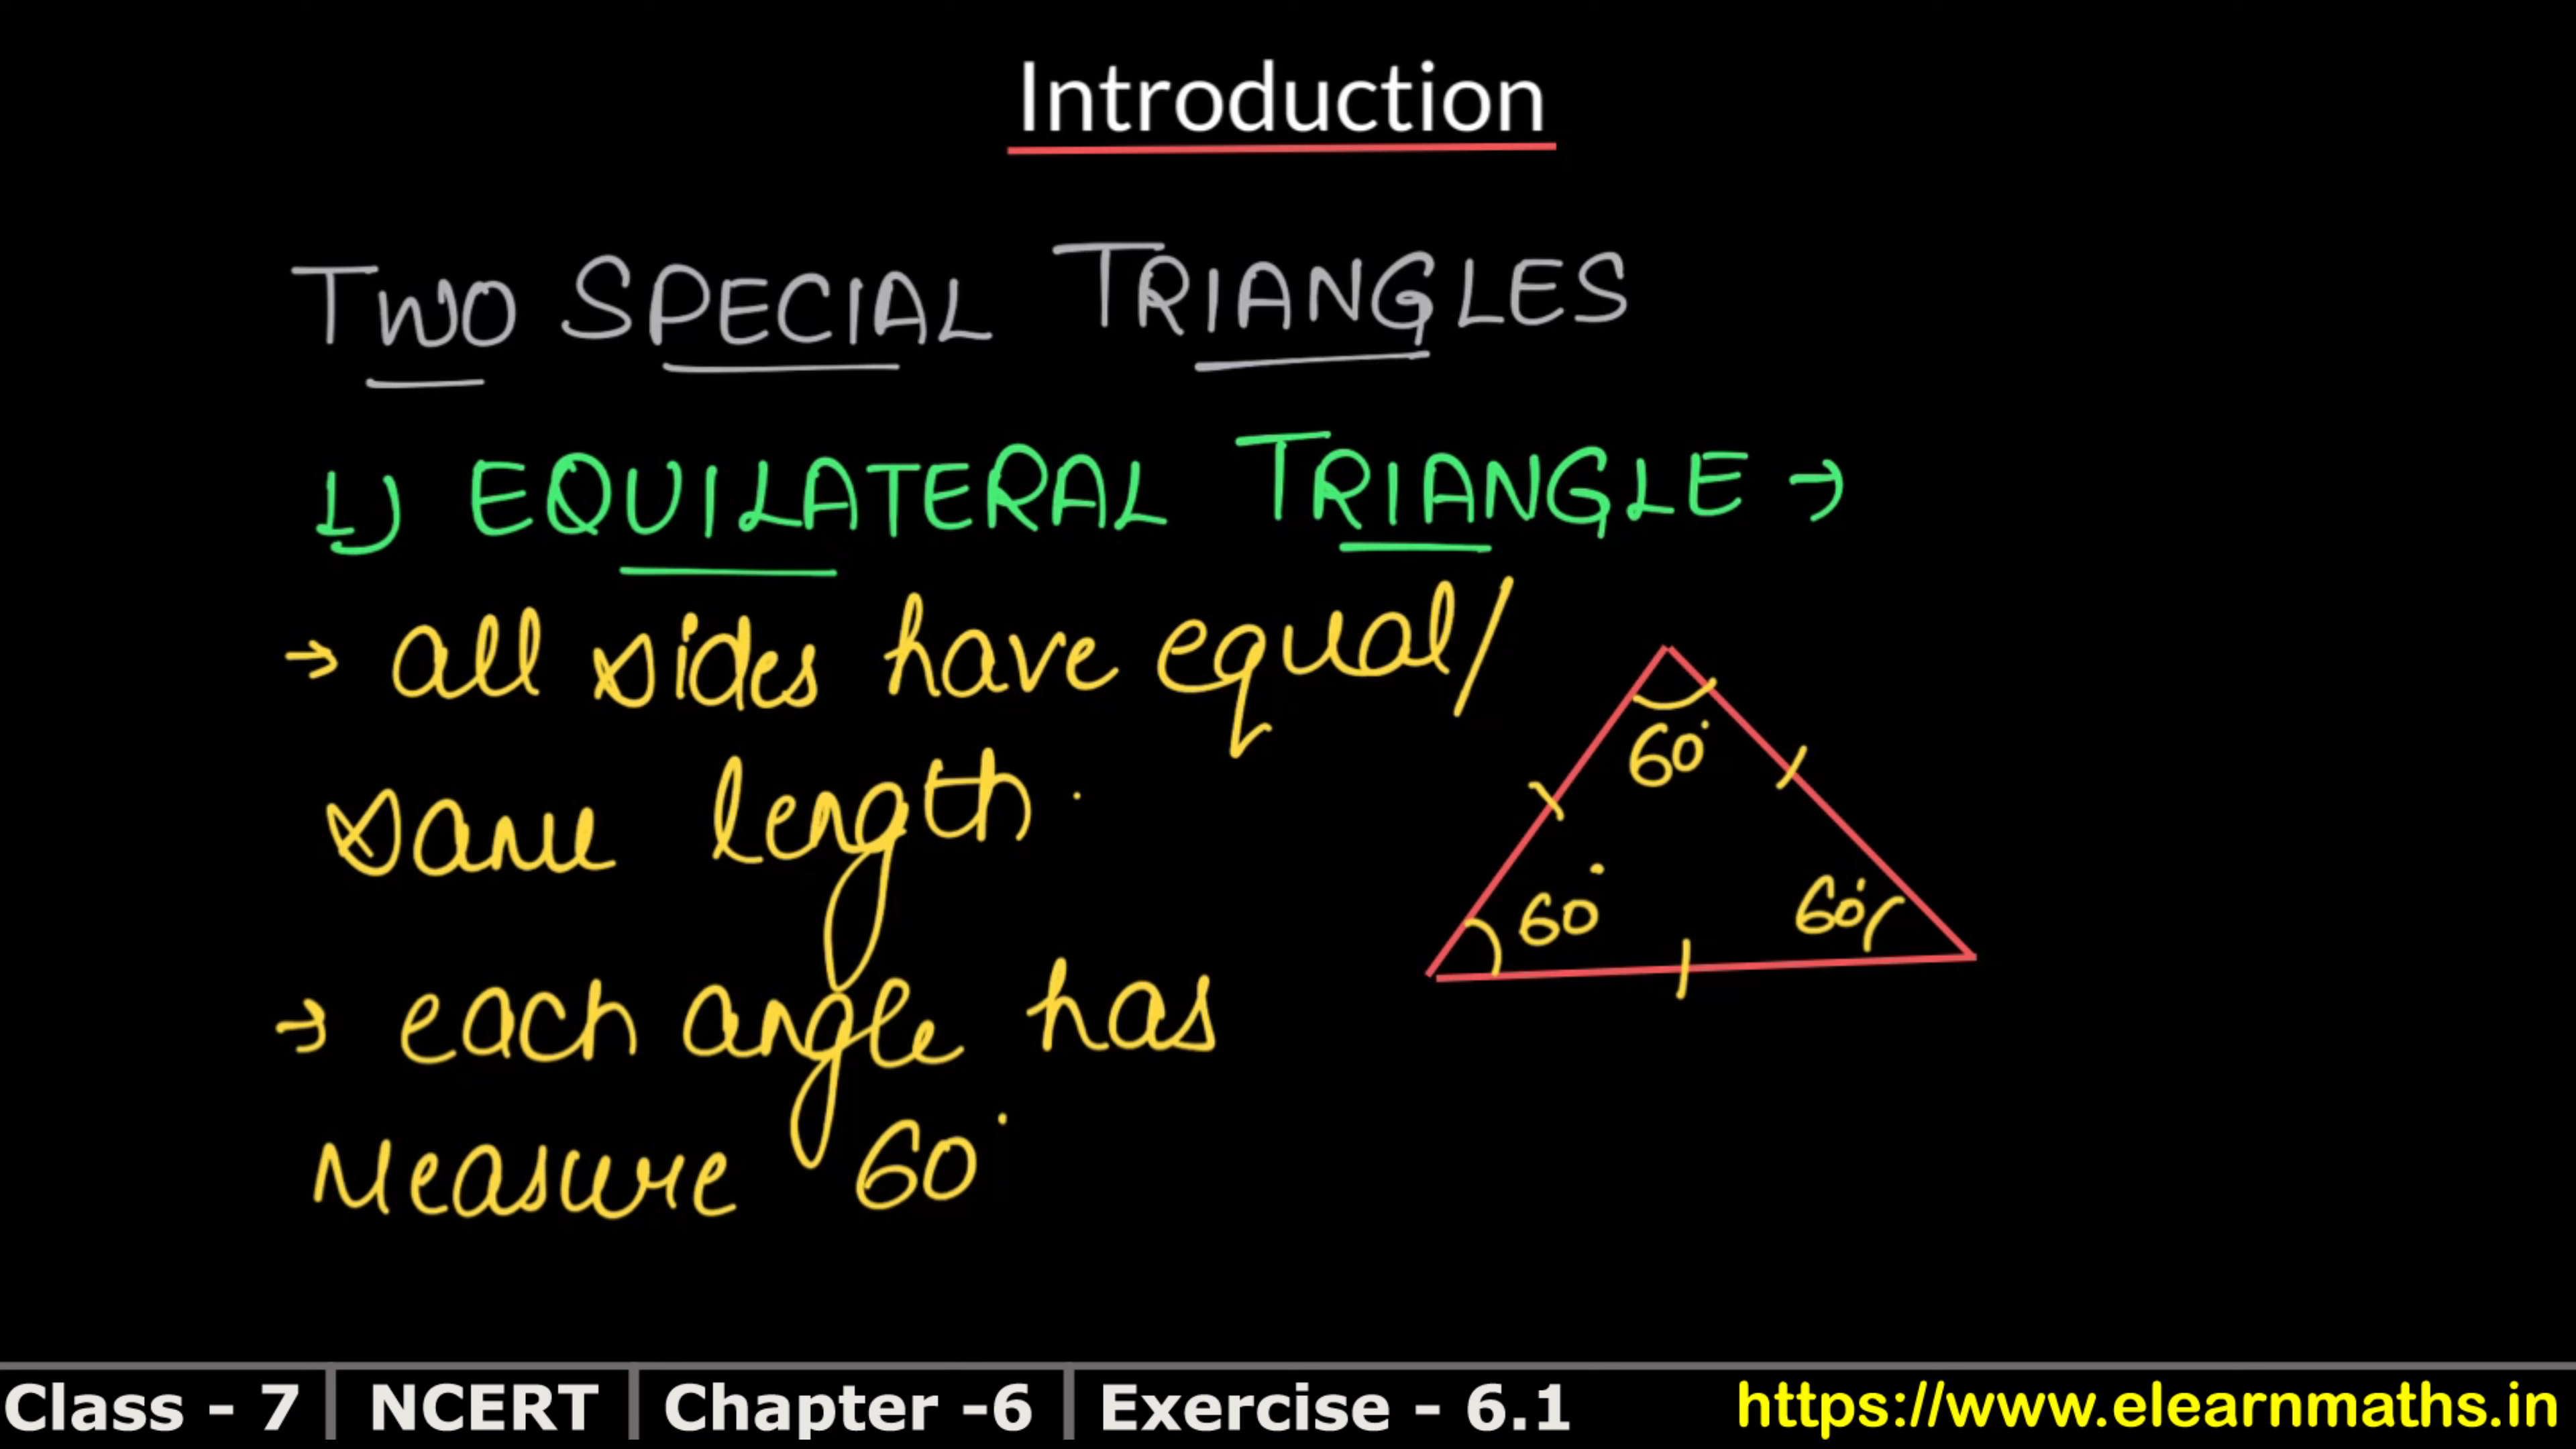 Introduction
TWO SPECIAL TRIANGLES
1) EQUILATERAL TRIANGLE →
→ all sides have equal/
same length.
60°
60°
60°
→ each angle has
Measure 60°
Class - 7 | NCERT | Chapter -6 | Exercise - 6.1 https://www.elearnmaths.in